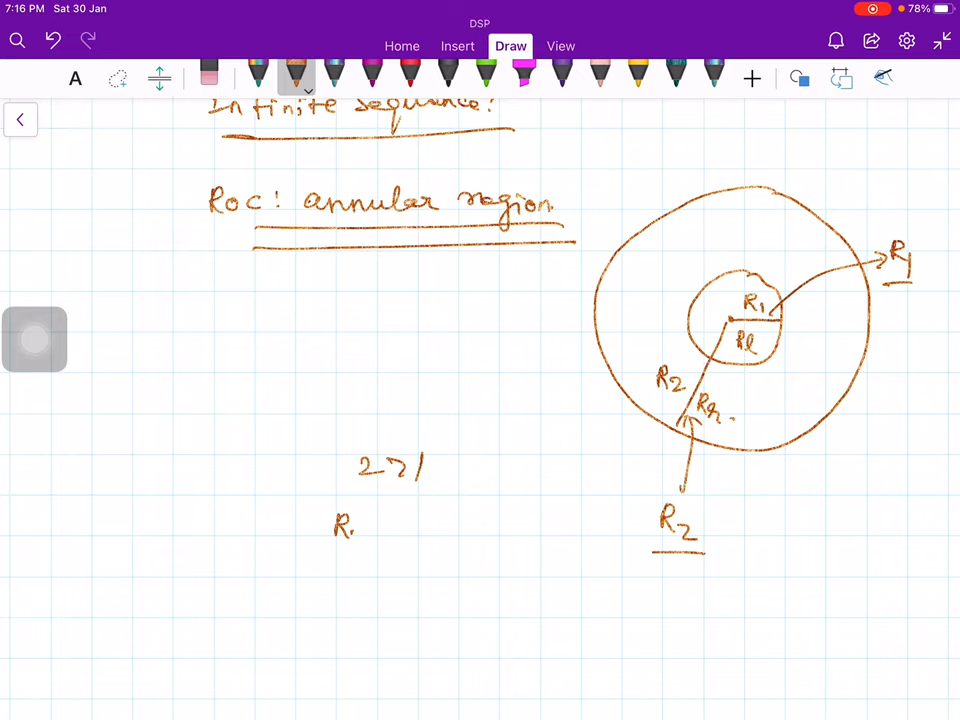 7:16 PM Sat 30 Jan
78%
DSP
Home Insert Draw View
A
Infinite sequence:
ROC: annular region
R1
R1
Rl
R2
Rr.
2>1
R.
R2